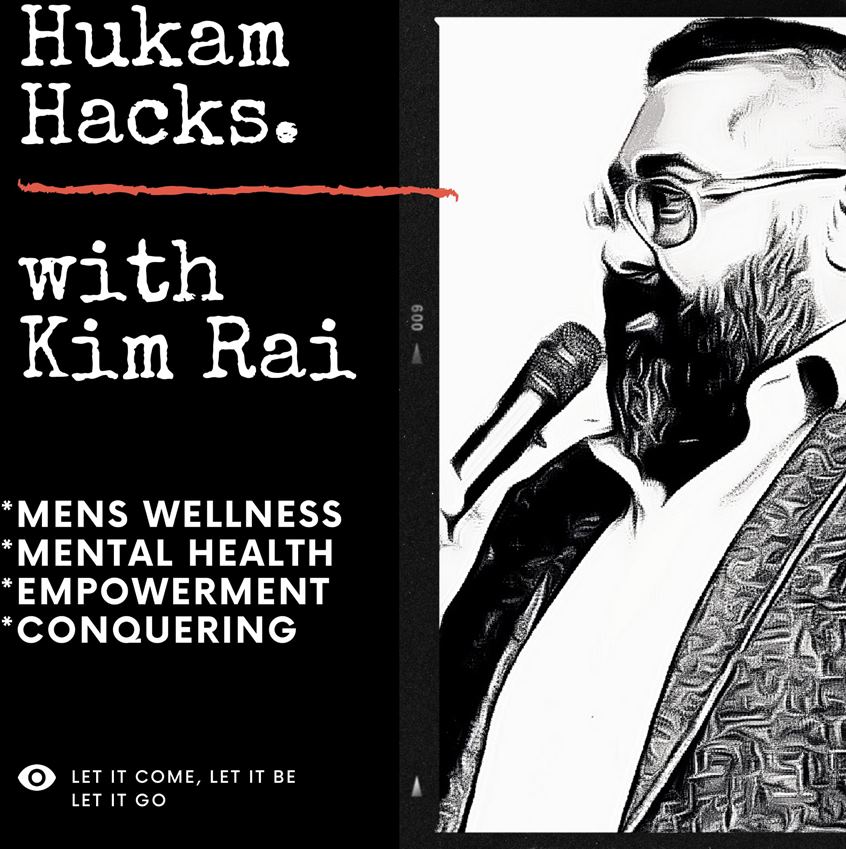 Hukam
Hacks.
with
Kim Rai
*MENS WELLNESS
*MENTAL HEALTH
*EMPOWERMENT
*CONQUERING
LET IT COME, LET IT BE
LET IT GO
009